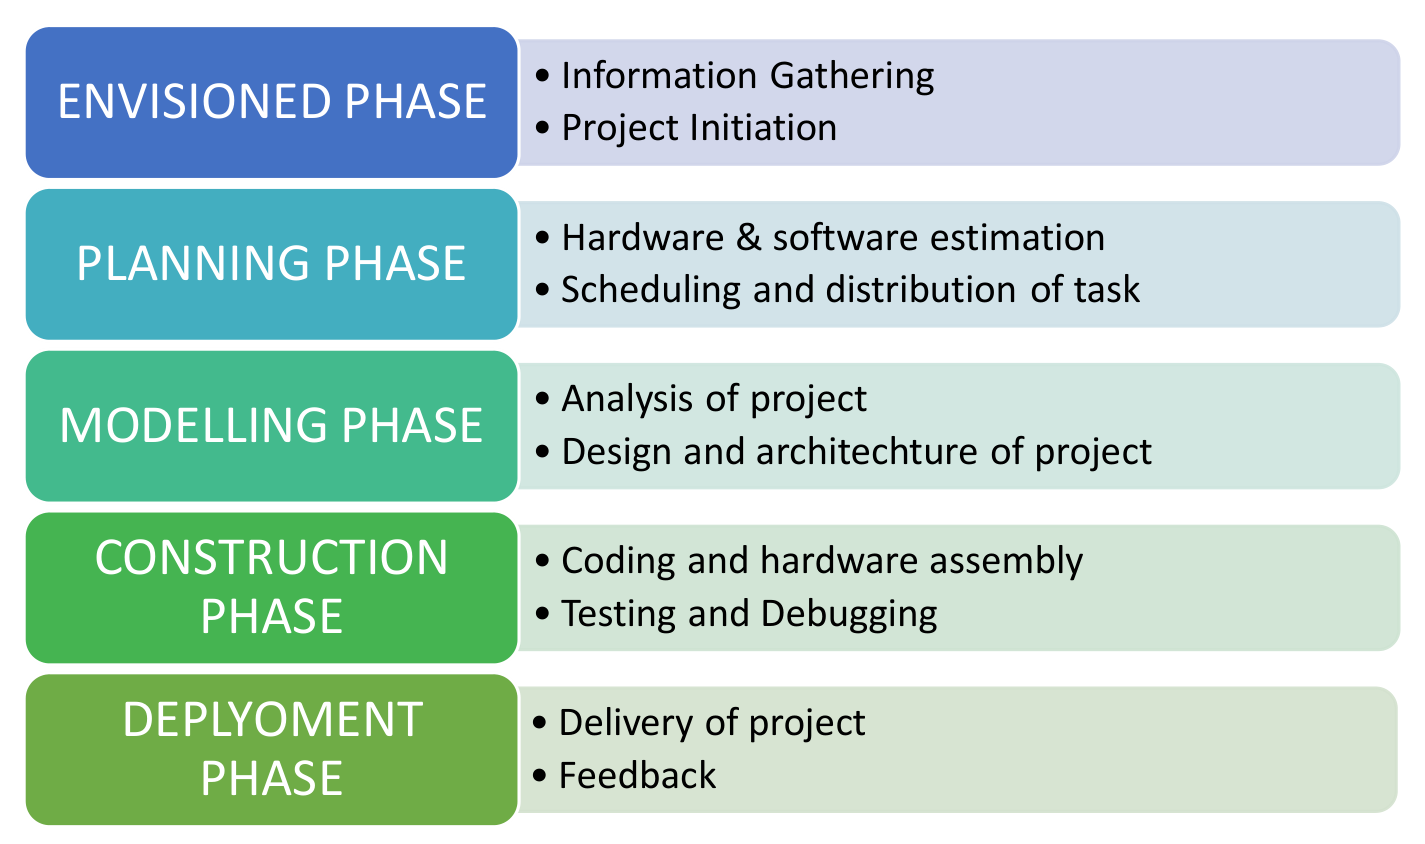 ENVISIONED PHASE
• Information Gathering
• Project Initiation
PLANNING PHASE
• Hardware & software estimation
• Scheduling and distribution of task
MODELLING PHASE
• Analysis of project
• Design and architechture of project
CONSTRUCTION
PHASE
• Coding and hardware assembly
• Testing and Debugging
DEPLYOMENT
PHASE
• Delivery of project
• Feedback